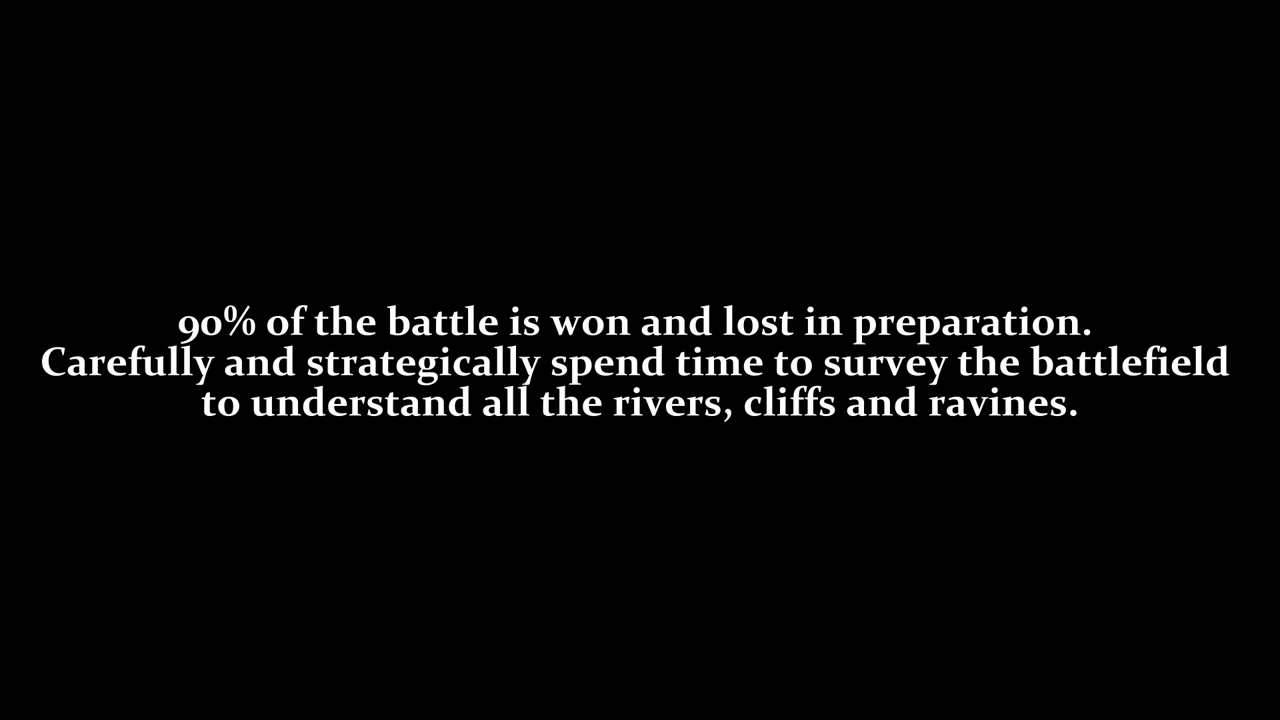 90% of the battle is won and lost in preparation.
Carefully and strategically spend time to survey the battlefield
to understand all the rivers, cliffs and ravines.